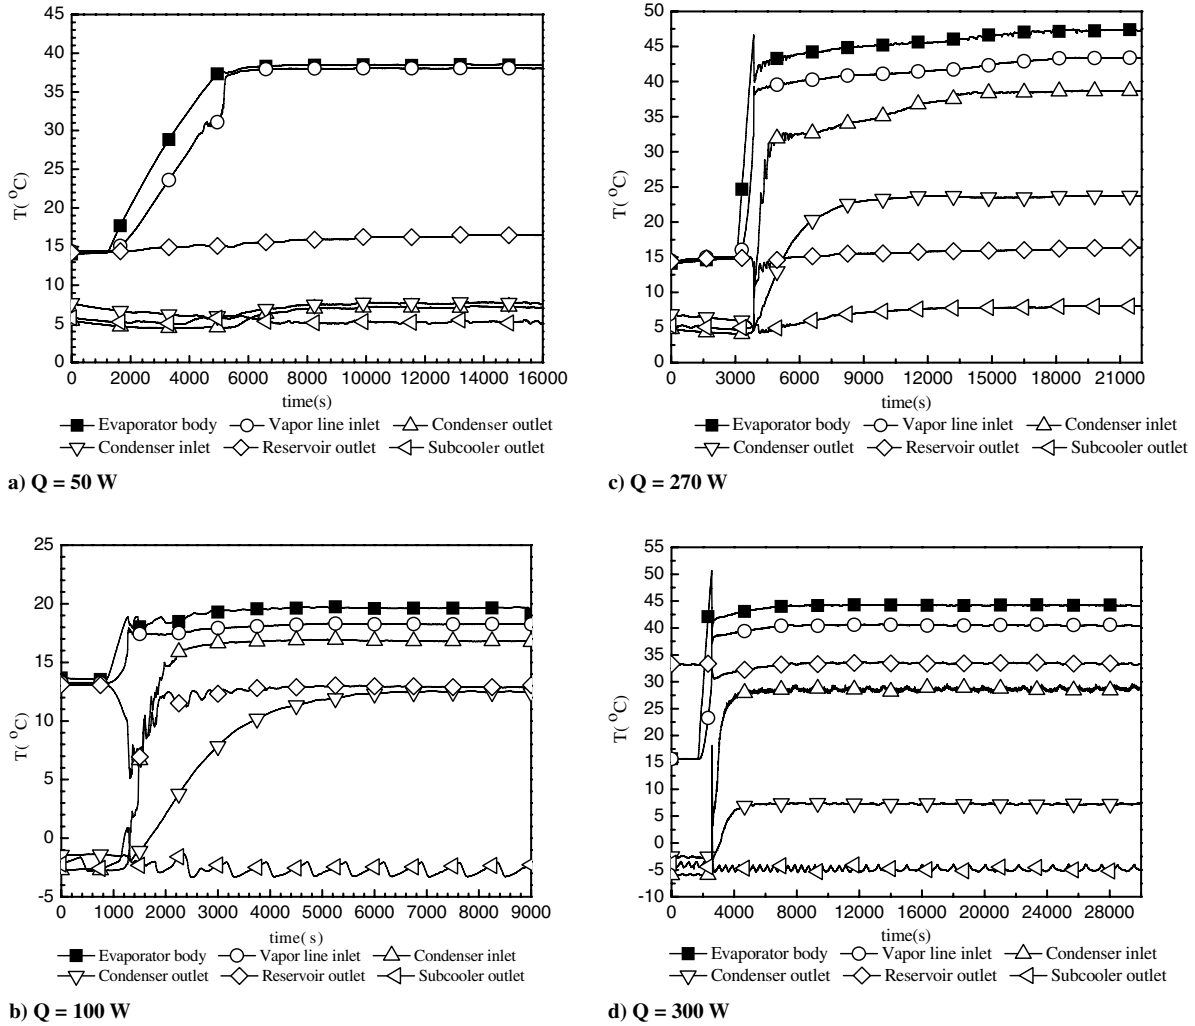 50
45
40
35
30
25
20
15
10
5
0
T( °C)
0 2000 4000 6000 8000 10000 12000 14000 16000
time(s)
Evaporator body Vapor line inlet Condenser outlet
Condenser inlet Reservoir outlet Subcooler outlet
a) Q = 50 W
50
45
40
35
30
25
20
15
10
5
0
T( °C)
0 3000 6000 9000 12000 15000 18000 21000
time(s)
Evaporator body Vapor line inlet Condenser inlet
Condenser outlet Reservoir outlet Subcooler outlet
c) Q = 270 W
25
20
15
10
5
0
-5
T( °C)
0 1000 2000 3000 4000 5000 6000 7000 8000 9000
time( s)
Evaporator body Vapor line inlet Condenser inlet
Condenser outlet Reservoir outlet Subcooler outlet
b) Q = 100 W
55
50
45
40
35
30
25
20
15
10
5
0
-5
-10
T( °C)
0 4000 8000 12000 16000 20000 24000 28000
time(s)
Evaporator body Vapor line inlet Condenser inlet
Condenser outlet Reservoir outlet Subcooler outlet
d) Q = 300 W